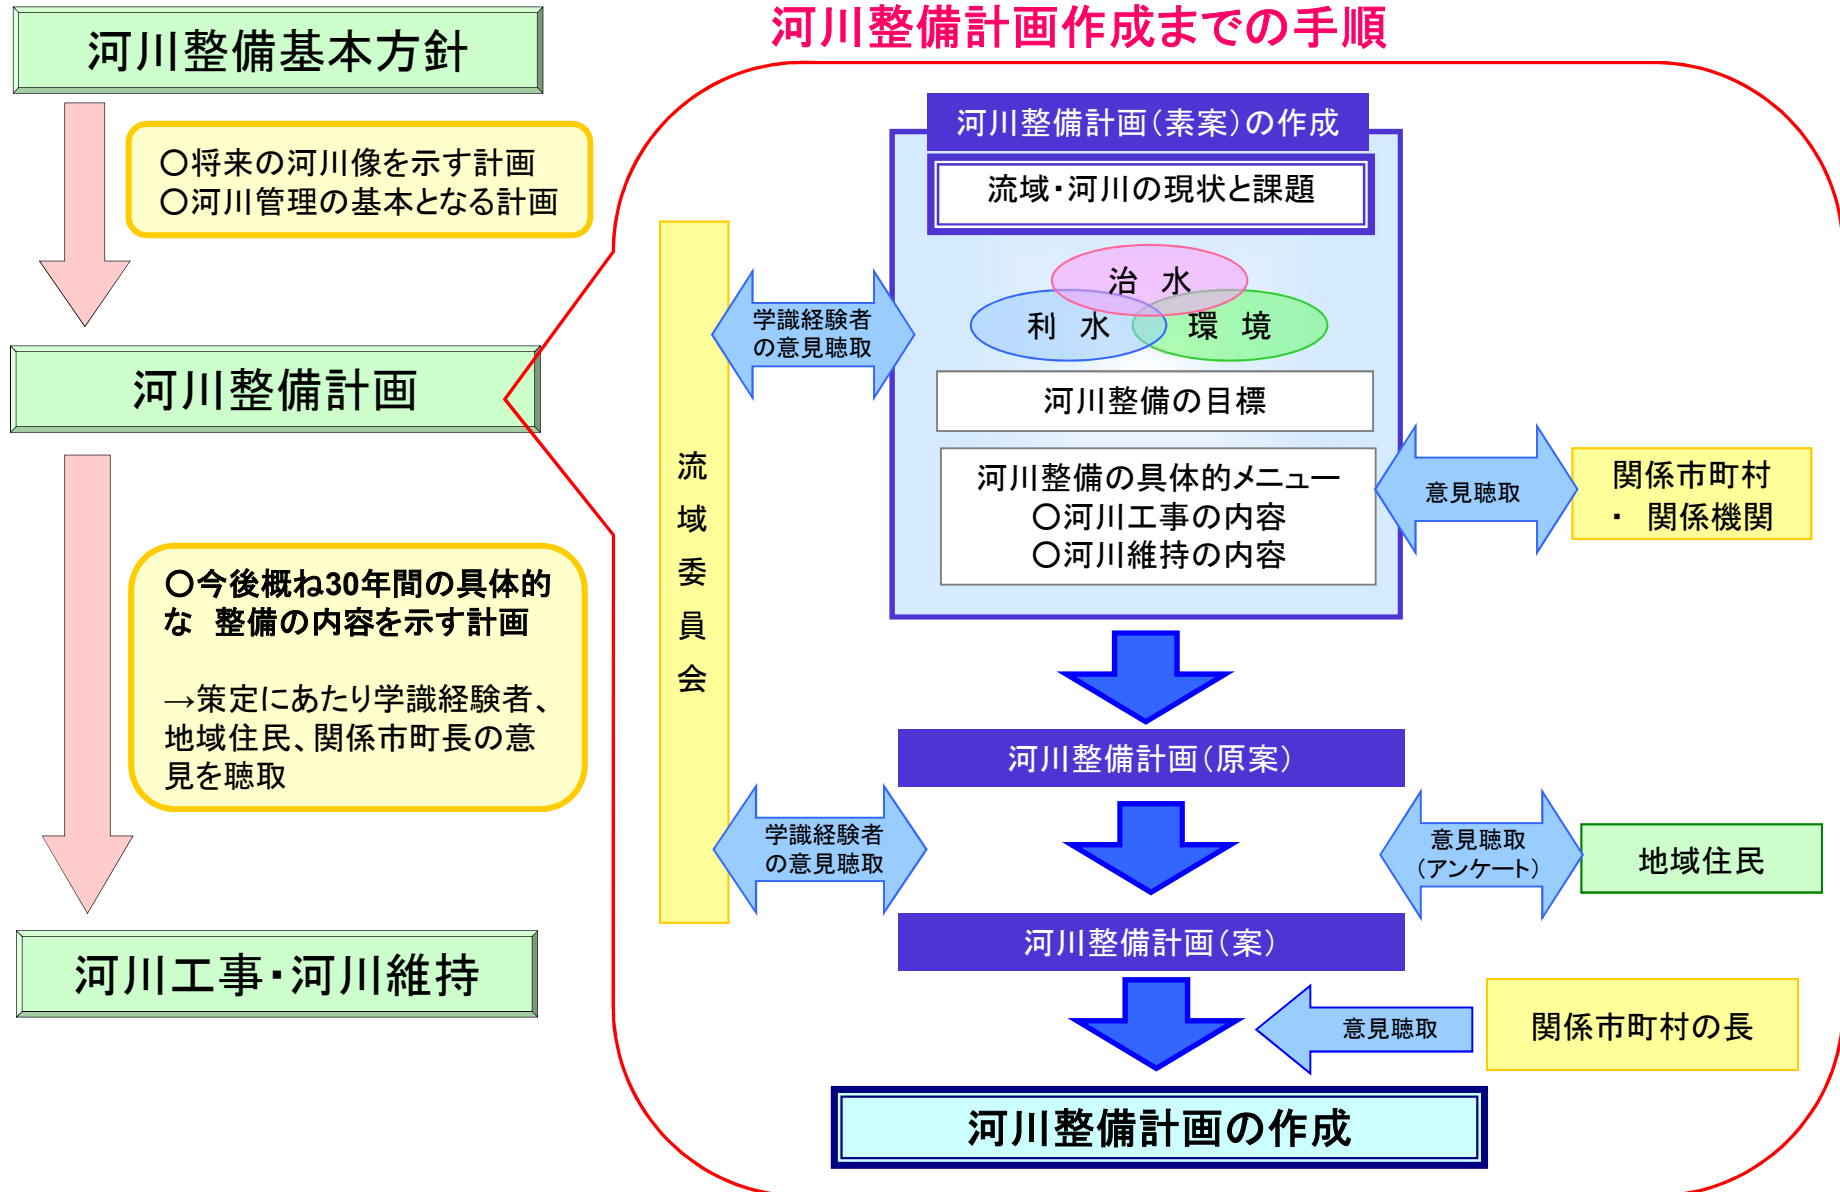 河川整備計画作成までの手順
河川整備基本方針
○将来の河川像を示す計画
○河川管理の基本となる計画
河川整備計画
○今後概ね30年間の具体的
な　整備の内容を示す計画
→策定にあたり学識経験者、
地域住民、関係市町長の意
見を聴取
河川工事・河川維持
河川整備計画（素案）の作成
流域・河川の現状と課題
治　水
利　水
環　境
河川整備の目標
河川整備の具体的メニュー
○河川工事の内容
○河川維持の内容
流域委員会
学識経験者
の意見聴取
意見聴取
関係市町村
・　関係機関
河川整備計画（原案）
学識経験者
の意見聴取
意見聴取
（アンケート）
地域住民
河川整備計画（案）
意見聴取
関係市町村の長
河川整備計画の作成